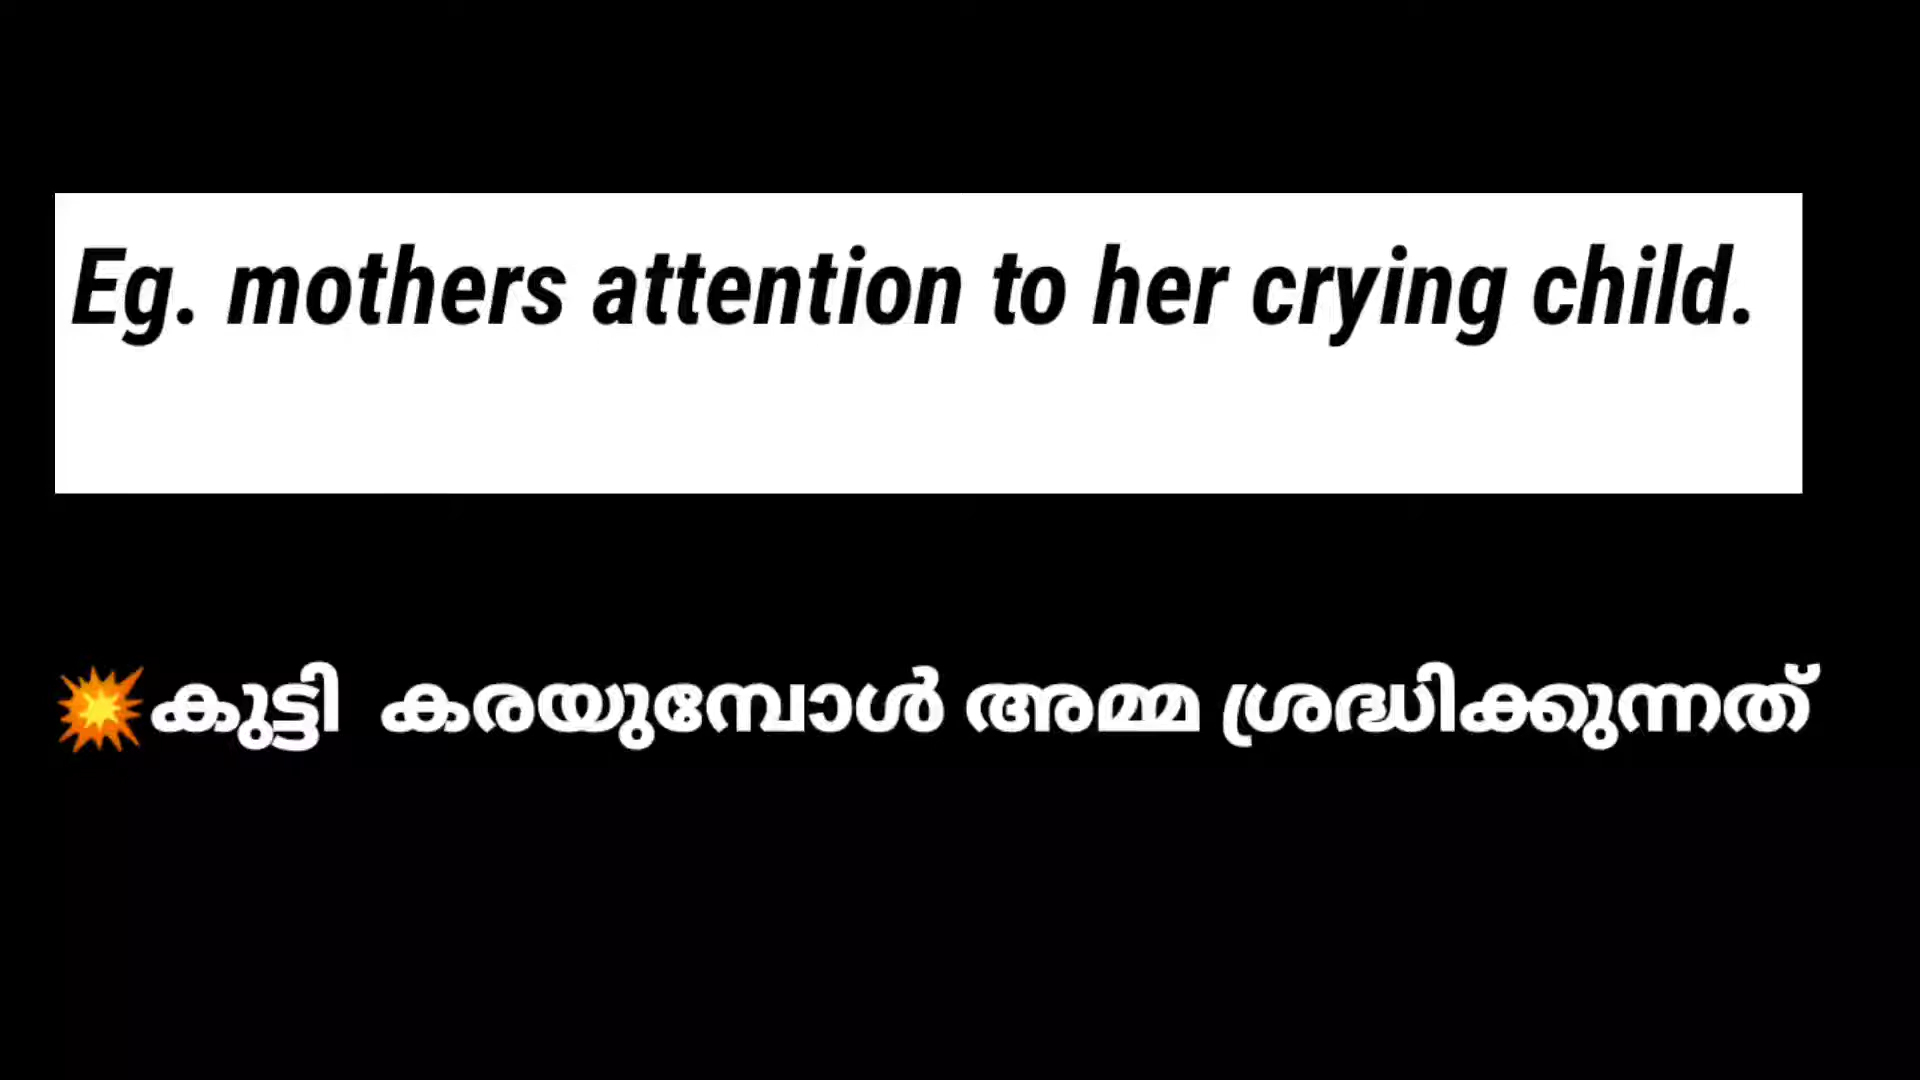 Eg. mothers attention to her crying child.
💥കുട്ടി കരയുമ്പോൾ അമ്മ ശ്രദ്ധിക്കുന്നത്